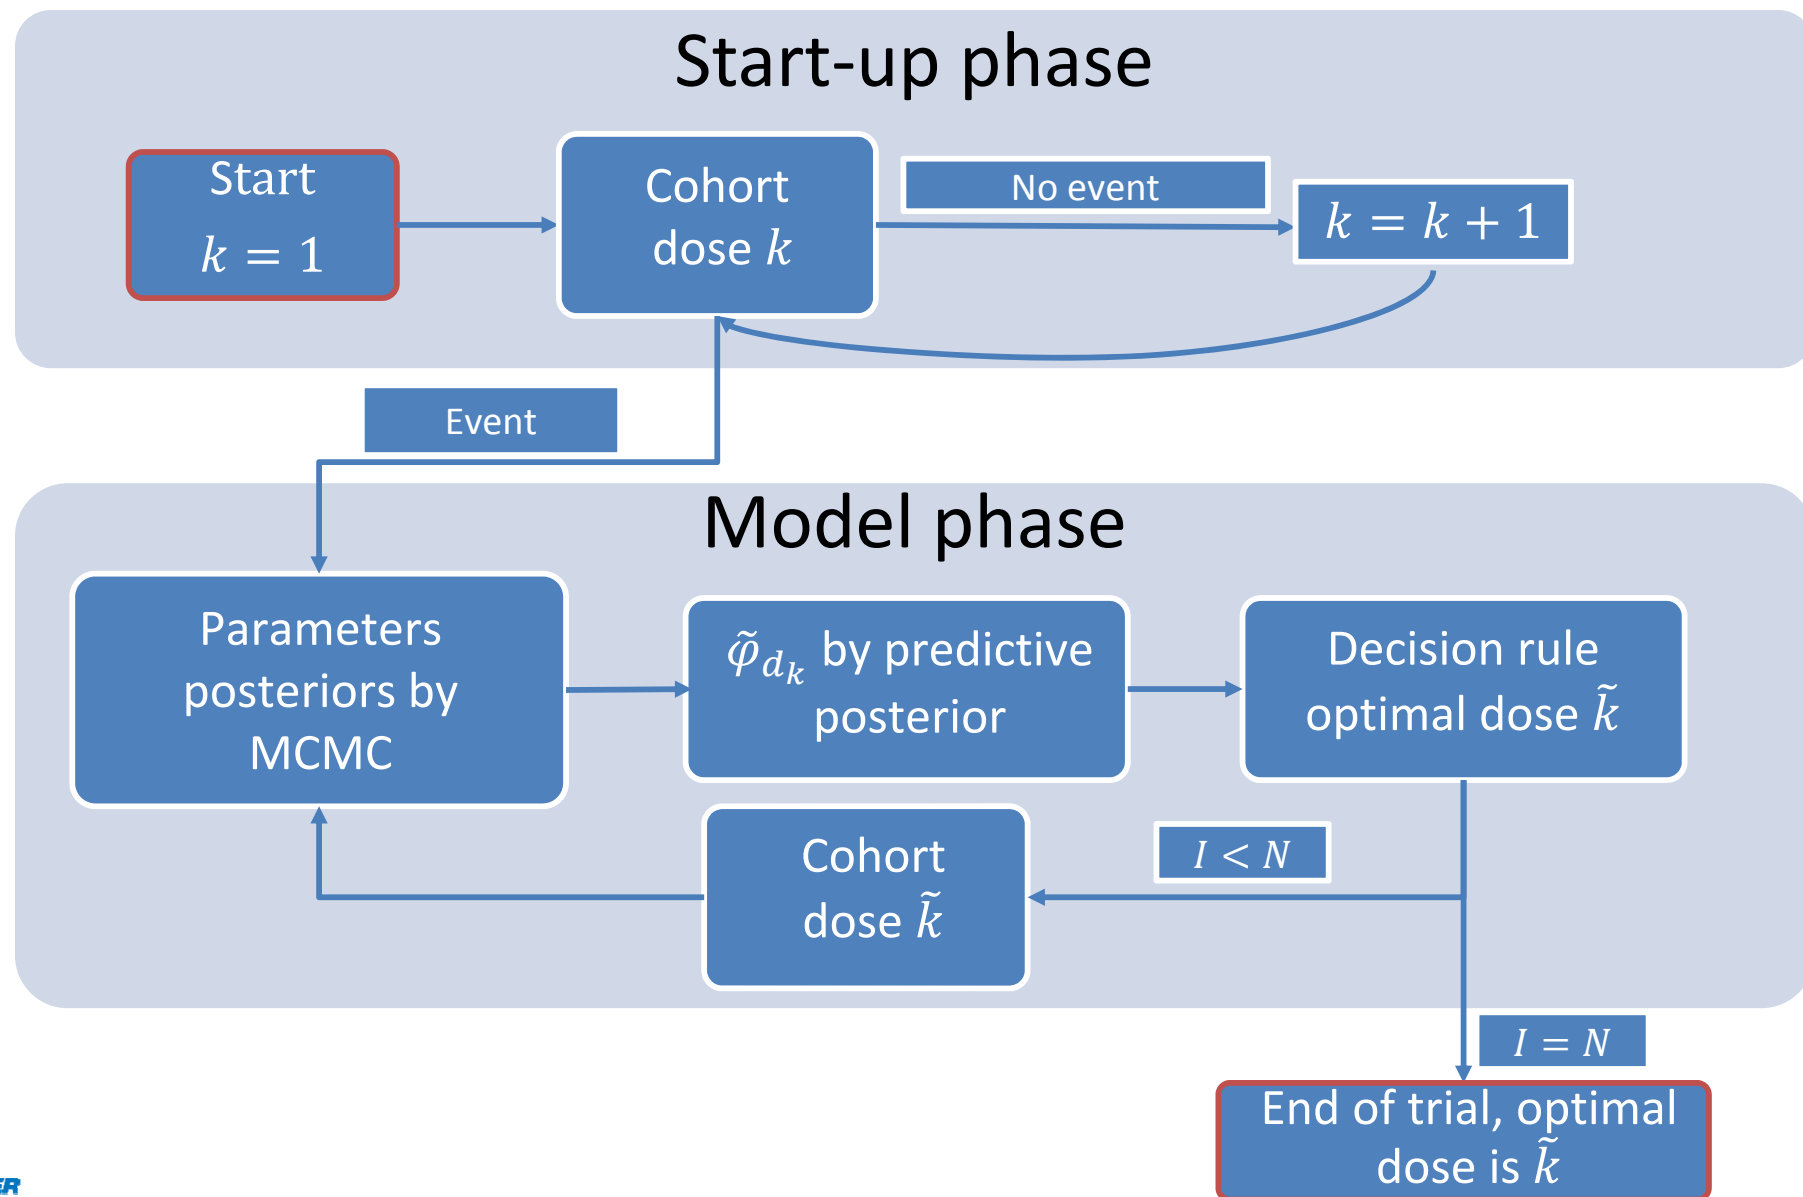 Start-up phase
Start
k = 1
Cohort
dose k
No event
k = k + 1
Event
Model phase
Parameters
posteriors by
MCMC
φ̃_{d_k} by predictive
posterior
Decision rule
optimal dose k̃
Cohort
dose k̃
I < N
I = N
End of trial, optimal
dose is k̃